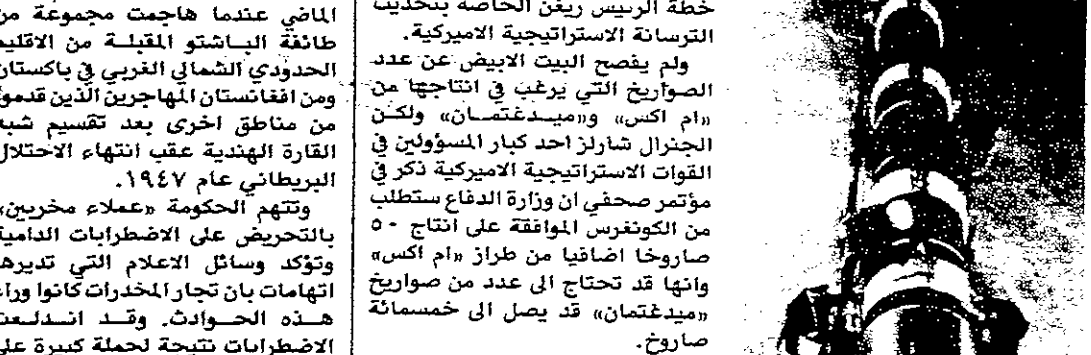 الماضي عندما هاجمت مجموعة من
طائفة الباشتو المقبلة من الاقليم
الحدودي الشمالي الغربي في باكستان
ومن افغانستان المهاجرين الذين قدموا
من مناطق اخرى بعد تقسيم شبه
القارة الهندية عقب انتهاء الاحتلال
البريطاني عام ١٩٤٧.
وتتهم الحكومة «عملاء مخربين»
بالتحريض على الاضطرابات الدامية
وتؤكد وسائل الاعلام التي تديرها
اتهامات بان تجار المخدرات كانوا وراء
هذه الحوادث. وقد اندلعت
الاضطرابات نتيجة لحملة كبيرة على
خطة الرئيس ريغن الخاصة بتحديث
الترسانة الاستراتيجية الاميركية.
ولم يفصح البيت الابيض عن عدد
الصواريخ التي يرغب في انتاجها من
«ام اكس» و«ميدغتمان» ولكن
الجنرال شارلز احد كبار المسؤولين في
القوات الاستراتيجية الاميركية ذكر في
مؤتمر صحفي ان وزارة الدفاع ستطلب
من الكونغرس الموافقة على انتاج ٥٠
صاروخا اضافيا من طراز «ام اكس»
وانها قد تحتاج الى عدد من صواريخ
«ميدغتمان» قد يصل الى خمسمائة
صاروخ.